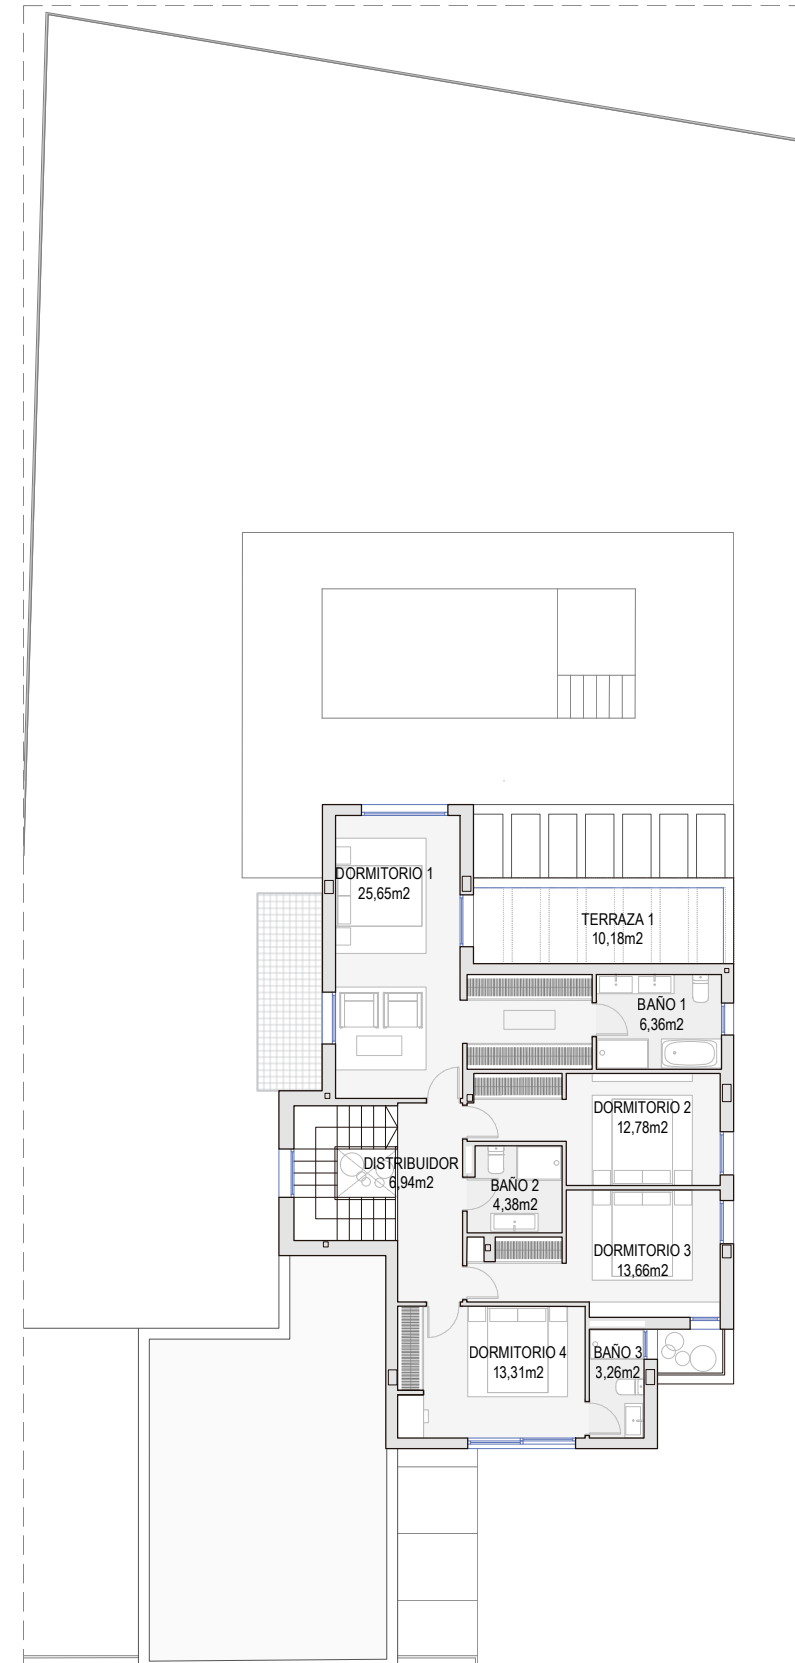 DORMITORIO 1
25,65m2
TERRAZA 1
10,18m2
BAÑO 1
6,36m2
DORMITORIO 2
12,78m2
DISTRIBUIDOR
6,94m2
BAÑO 2
4,38m2
DORMITORIO 3
13,66m2
DORMITORIO 4
13,31m2
BAÑO 3
3,26m2